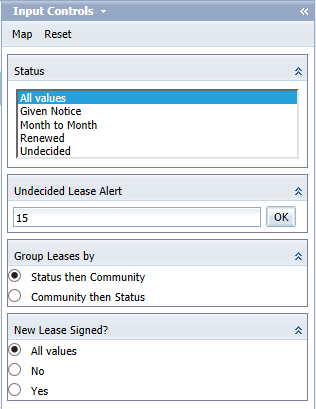 Input Controls
Map Reset
Status
All values
Given Notice
Month to Month
Renewed
Undecided
Undecided Lease Alert
15 OK
Group Leases by
Status then Community
Community then Status
New Lease Signed?
All values
No
Yes